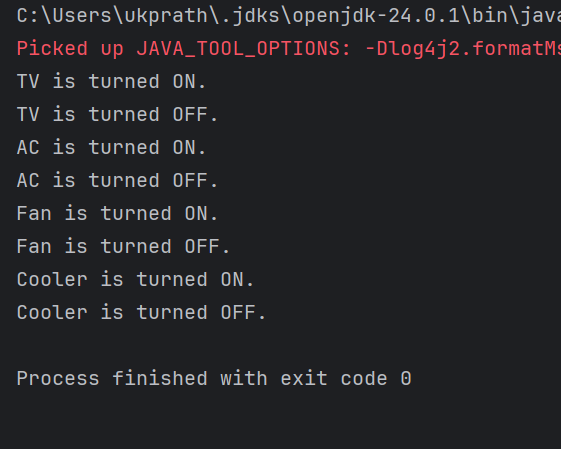 C:\Users\ukprath\.jdks\openjdk-24.0.1\bin\java
Picked up JAVA_TOOL_OPTIONS: -Dlog4j2.formatMs
TV is turned ON.
TV is turned OFF.
AC is turned ON.
AC is turned OFF.
Fan is turned ON.
Fan is turned OFF.
Cooler is turned ON.
Cooler is turned OFF.
Process finished with exit code 0